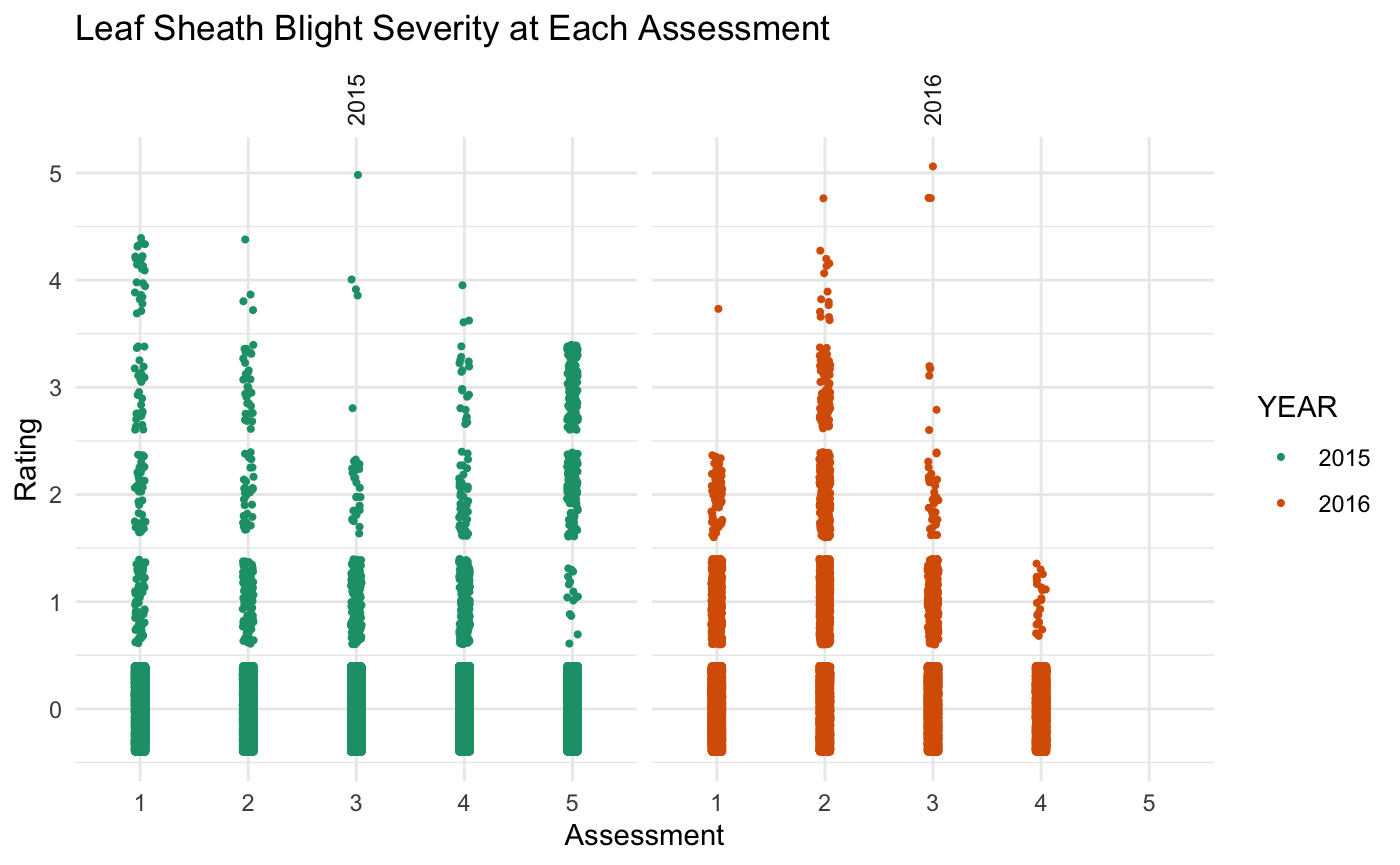 Leaf Sheath Blight Severity at Each Assessment
2015
2016
5
4
3
2
1
0
Rating
1 2 3 4 5
1 2 3 4 5
Assessment
YEAR
2015
2016